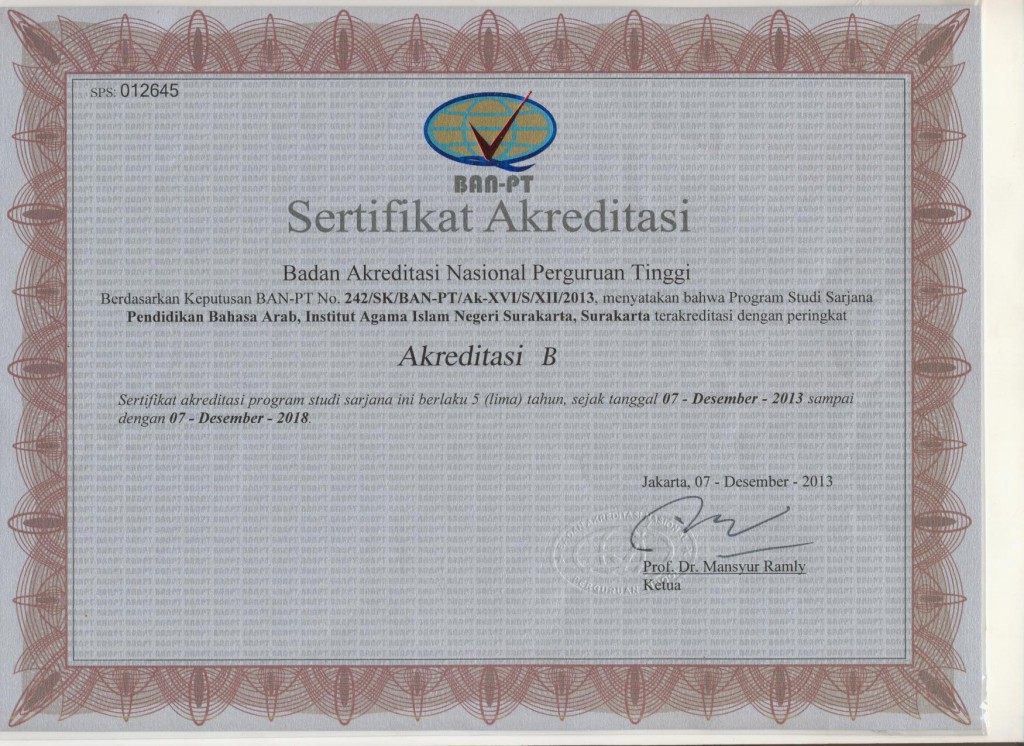 SPS: 012645
BAN-PT
Sertifikat Akreditasi
Badan Akreditasi Nasional Perguruan Tinggi
Berdasarkan Keputusan BAN-PT No. 242/SK/BAN-PT/Ak-XVI/S/XII/2013, menyatakan bahwa Program Studi Sarjana
Pendidikan Bahasa Arab, Institut Agama Islam Negeri Surakarta, Surakarta terakreditasi dengan peringkat
Akreditasi B
Sertifikat akreditasi program studi sarjana ini berlaku 5 (lima) tahun, sejak tanggal 07 - Desember - 2013 sampai
dengan 07 - Desember - 2018.
Jakarta, 07 - Desember - 2013
Prof. Dr. Mansyur Ramly
Ketua